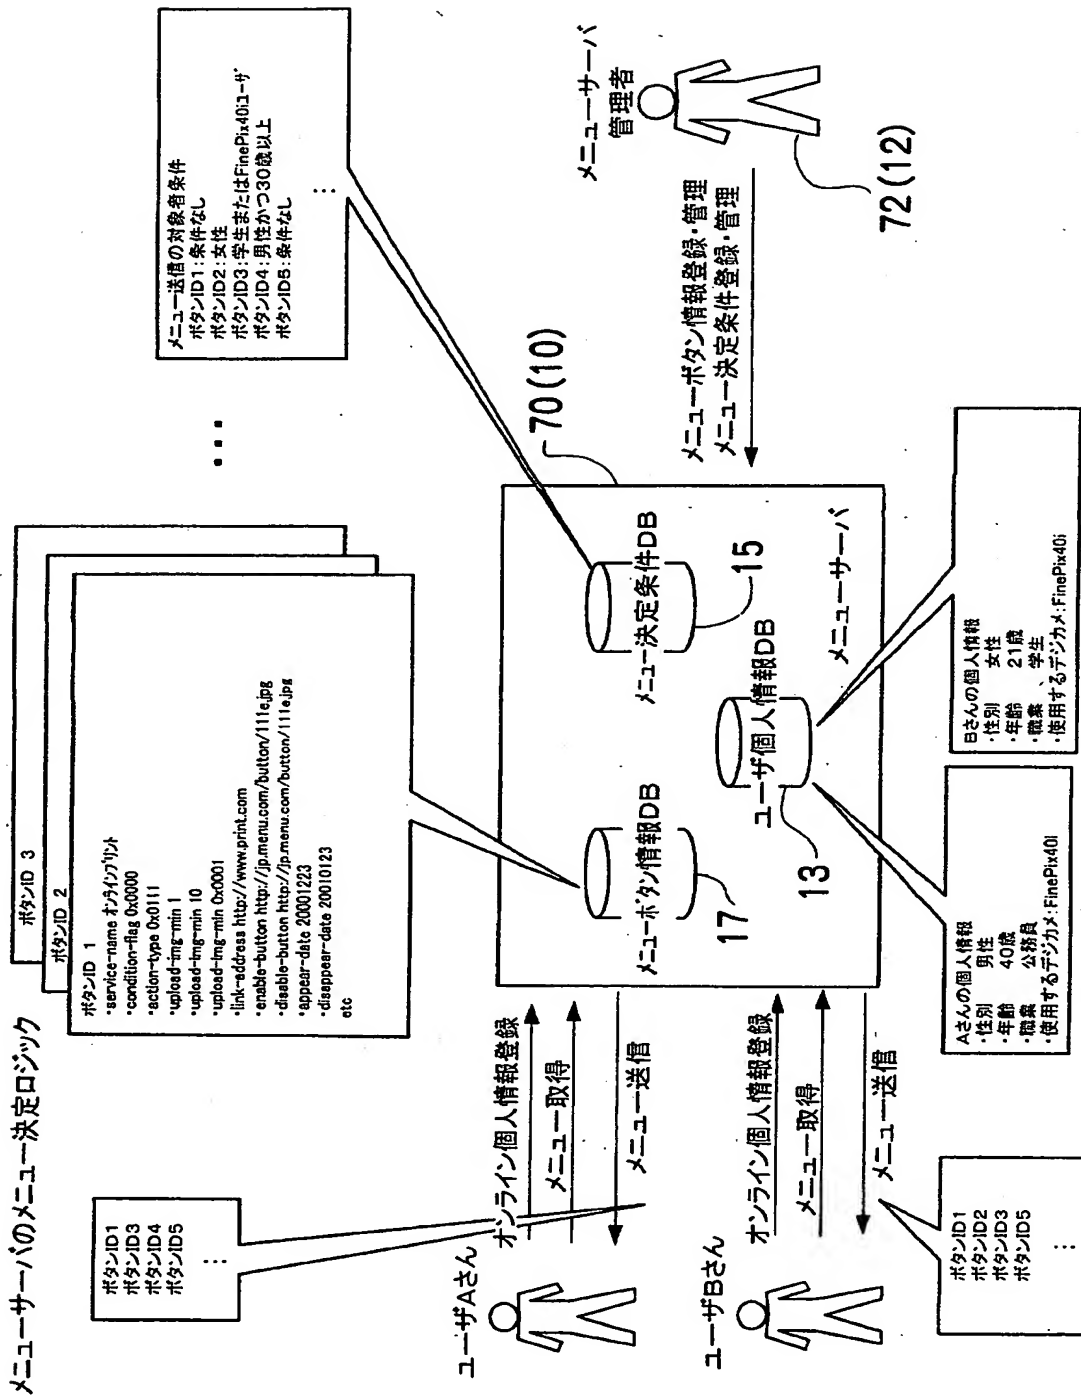 メニューサーバのメニュー決定ロジック
ボタンID 3
ボタンID 2
ボタンID 1
・service-name オンラインプリント
・condition-flag 0x0000
・action-type 0x0111
・upload-img-min 1
・upload-img-min 10
・upload-img-min 0x0001
・link-address http://www.print.com
・enable-button http://jp.menu.com/button/111e.jpg
・disable-button http://jp.menu.com/button/111e.jpg
・appear-date 20001223
・disappear-date 20010123
etc
・・・
メニュー送信の対象者条件
ボタンID1:条件なし
ボタンID2:女性
ボタンID3:学生またはFinePix40iユーザ
ボタンID4:男性かつ30歳以上
ボタンID5:条件なし
⋮
ボタンID1
ボタンID3
ボタンID4
ボタンID5
⋮
ユーザAさん
オンライン個人情報登録
メニュー取得
メニュー送信
ユーザBさん
オンライン個人情報登録
メニュー取得
メニュー送信
ボタンID1
ボタンID2
ボタンID3
ボタンID5
⋮
70(10)
メニューボタン情報DB
17
メニュー決定条件DB
15
ユーザ個人情報DB
13
メニューサーバ
メニューボタン情報登録・管理
メニュー決定条件登録・管理
メニューサーバ
管理者
72(12)
Aさんの個人情報
・性別 男性
・年齢 40歳
・職業 公務員
・使用するデジカメ:FinePix40i
Bさんの個人情報
・性別 女性
・年齢 21歳
・職業、学生
・使用するデジカメ:FinePix40i